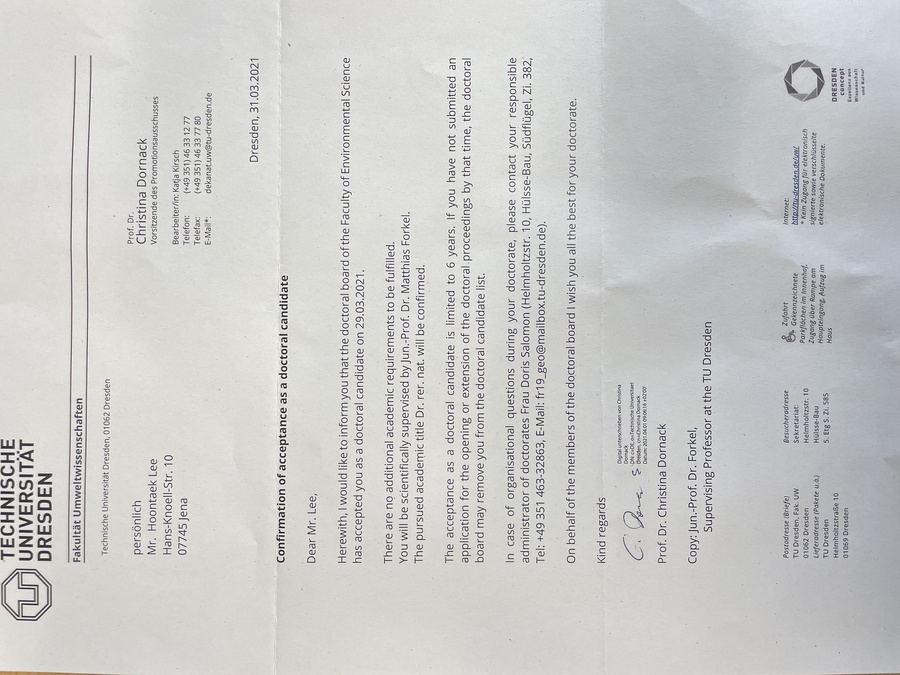 TECHNISCHE
UNIVERSITÄT
DRESDEN
Fakultät Umweltwissenschaften
Technische Universität Dresden, 01062 Dresden
persönlich
Mr. Hoontaek Lee
Hans-Knoell-Str. 10
07745 Jena
Prof. Dr.
Christina Dornack
Vorsitzende des Promotionsausschusses
Bearbeiter/in: Katja Kirsch
Telefon: (+49 351) 46 33 12 77
Telefax: (+49 351) 46 33 77 80
E-Mail*: dekanat.uw@tu-dresden.de
Dresden, 31.03.2021
Confirmation of acceptance as a doctoral candidate
Dear Mr. Lee,
Herewith, I would like to inform you that the doctoral board of the Faculty of Environmental Science
has accepted you as a doctoral candidate on 29.03.2021.
There are no additional academic requirements to be fulfilled.
You will be scientifically supervised by Jun.-Prof. Dr. Matthias Forkel.
The pursued academic title Dr. rer. nat. will be confirmed.
The acceptance as a doctoral candidate is limited to 6 years. If you have not submitted an
application for the opening or extension of the doctoral proceedings by that time, the doctoral
board may remove you from the doctoral candidate list.
In case of organisational questions during your doctorate, please contact your responsible
administrator of doctorates Frau Doris Salomon (Helmholtzstr. 10, Hülsse-Bau, Südflügel, Zi. 382,
Tel: +49 351 463-32863, E-Mail: fr19_geo@mailbox.tu-dresden.de).
On behalf of the members of the doctoral board I wish you all the best for your doctorate.
Kind regards
Digital unterschrieben von Christina
Dornack
DN: c=DE, o=Technische Universitaet
Dresden, cn=Christina Dornack
Datum: 2021.04.01 09:06:16 +02'00'
Prof. Dr. Christina Dornack
Copy: Jun.-Prof. Dr. Forkel,
Supervising Professor at the TU Dresden
Postadresse (Briefe)
TU Dresden, Fak. UW
01062 Dresden
Lieferadresse (Pakete u.ä.)
TU Dresden
Helmholtzstraße 10
01069 Dresden
Besucheradresse
Sekretariat:
Helmholtzstr. 10
Hülsse-Bau
5. Etg S. Zi. 585
Zufahrt
Gekennzeichnete
Parkflächen im Innenhof,
Zugang über Rampe am
Haupteingang, Aufzug im
Haus
Internet:
http://tu-dresden.de/uw/
* Kein Zugang für elektronisch
signierte sowie verschlüsselte
elektronische Dokumente.
DRESDEN
concept
Exzellenz aus
Wissenschaft
und Kultur